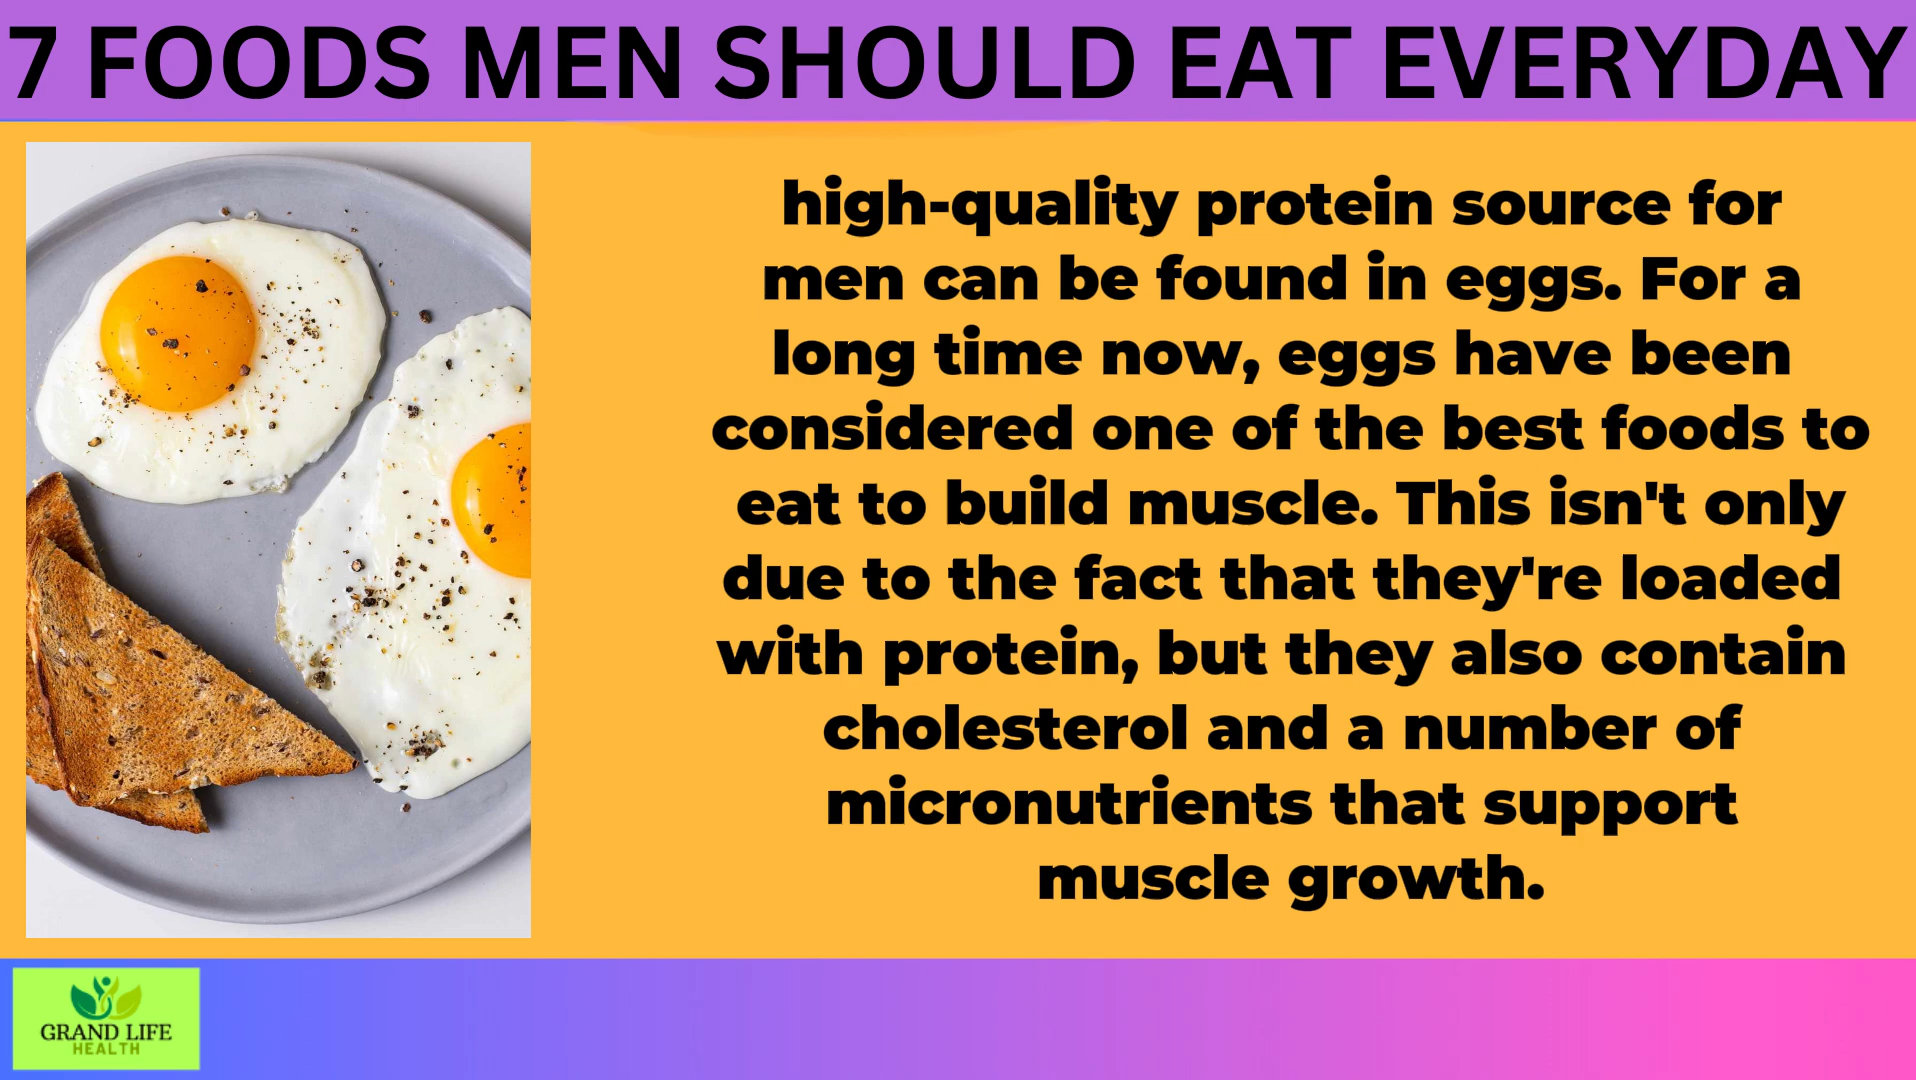 7 FOODS MEN SHOULD EAT EVERYDAY
high-quality protein source for
men can be found in eggs. For a
long time now, eggs have been
considered one of the best foods to
eat to build muscle. This isn't only
due to the fact that they're loaded
with protein, but they also contain
cholesterol and a number of
micronutrients that support
muscle growth.
GRAND LIFE
HEALTH